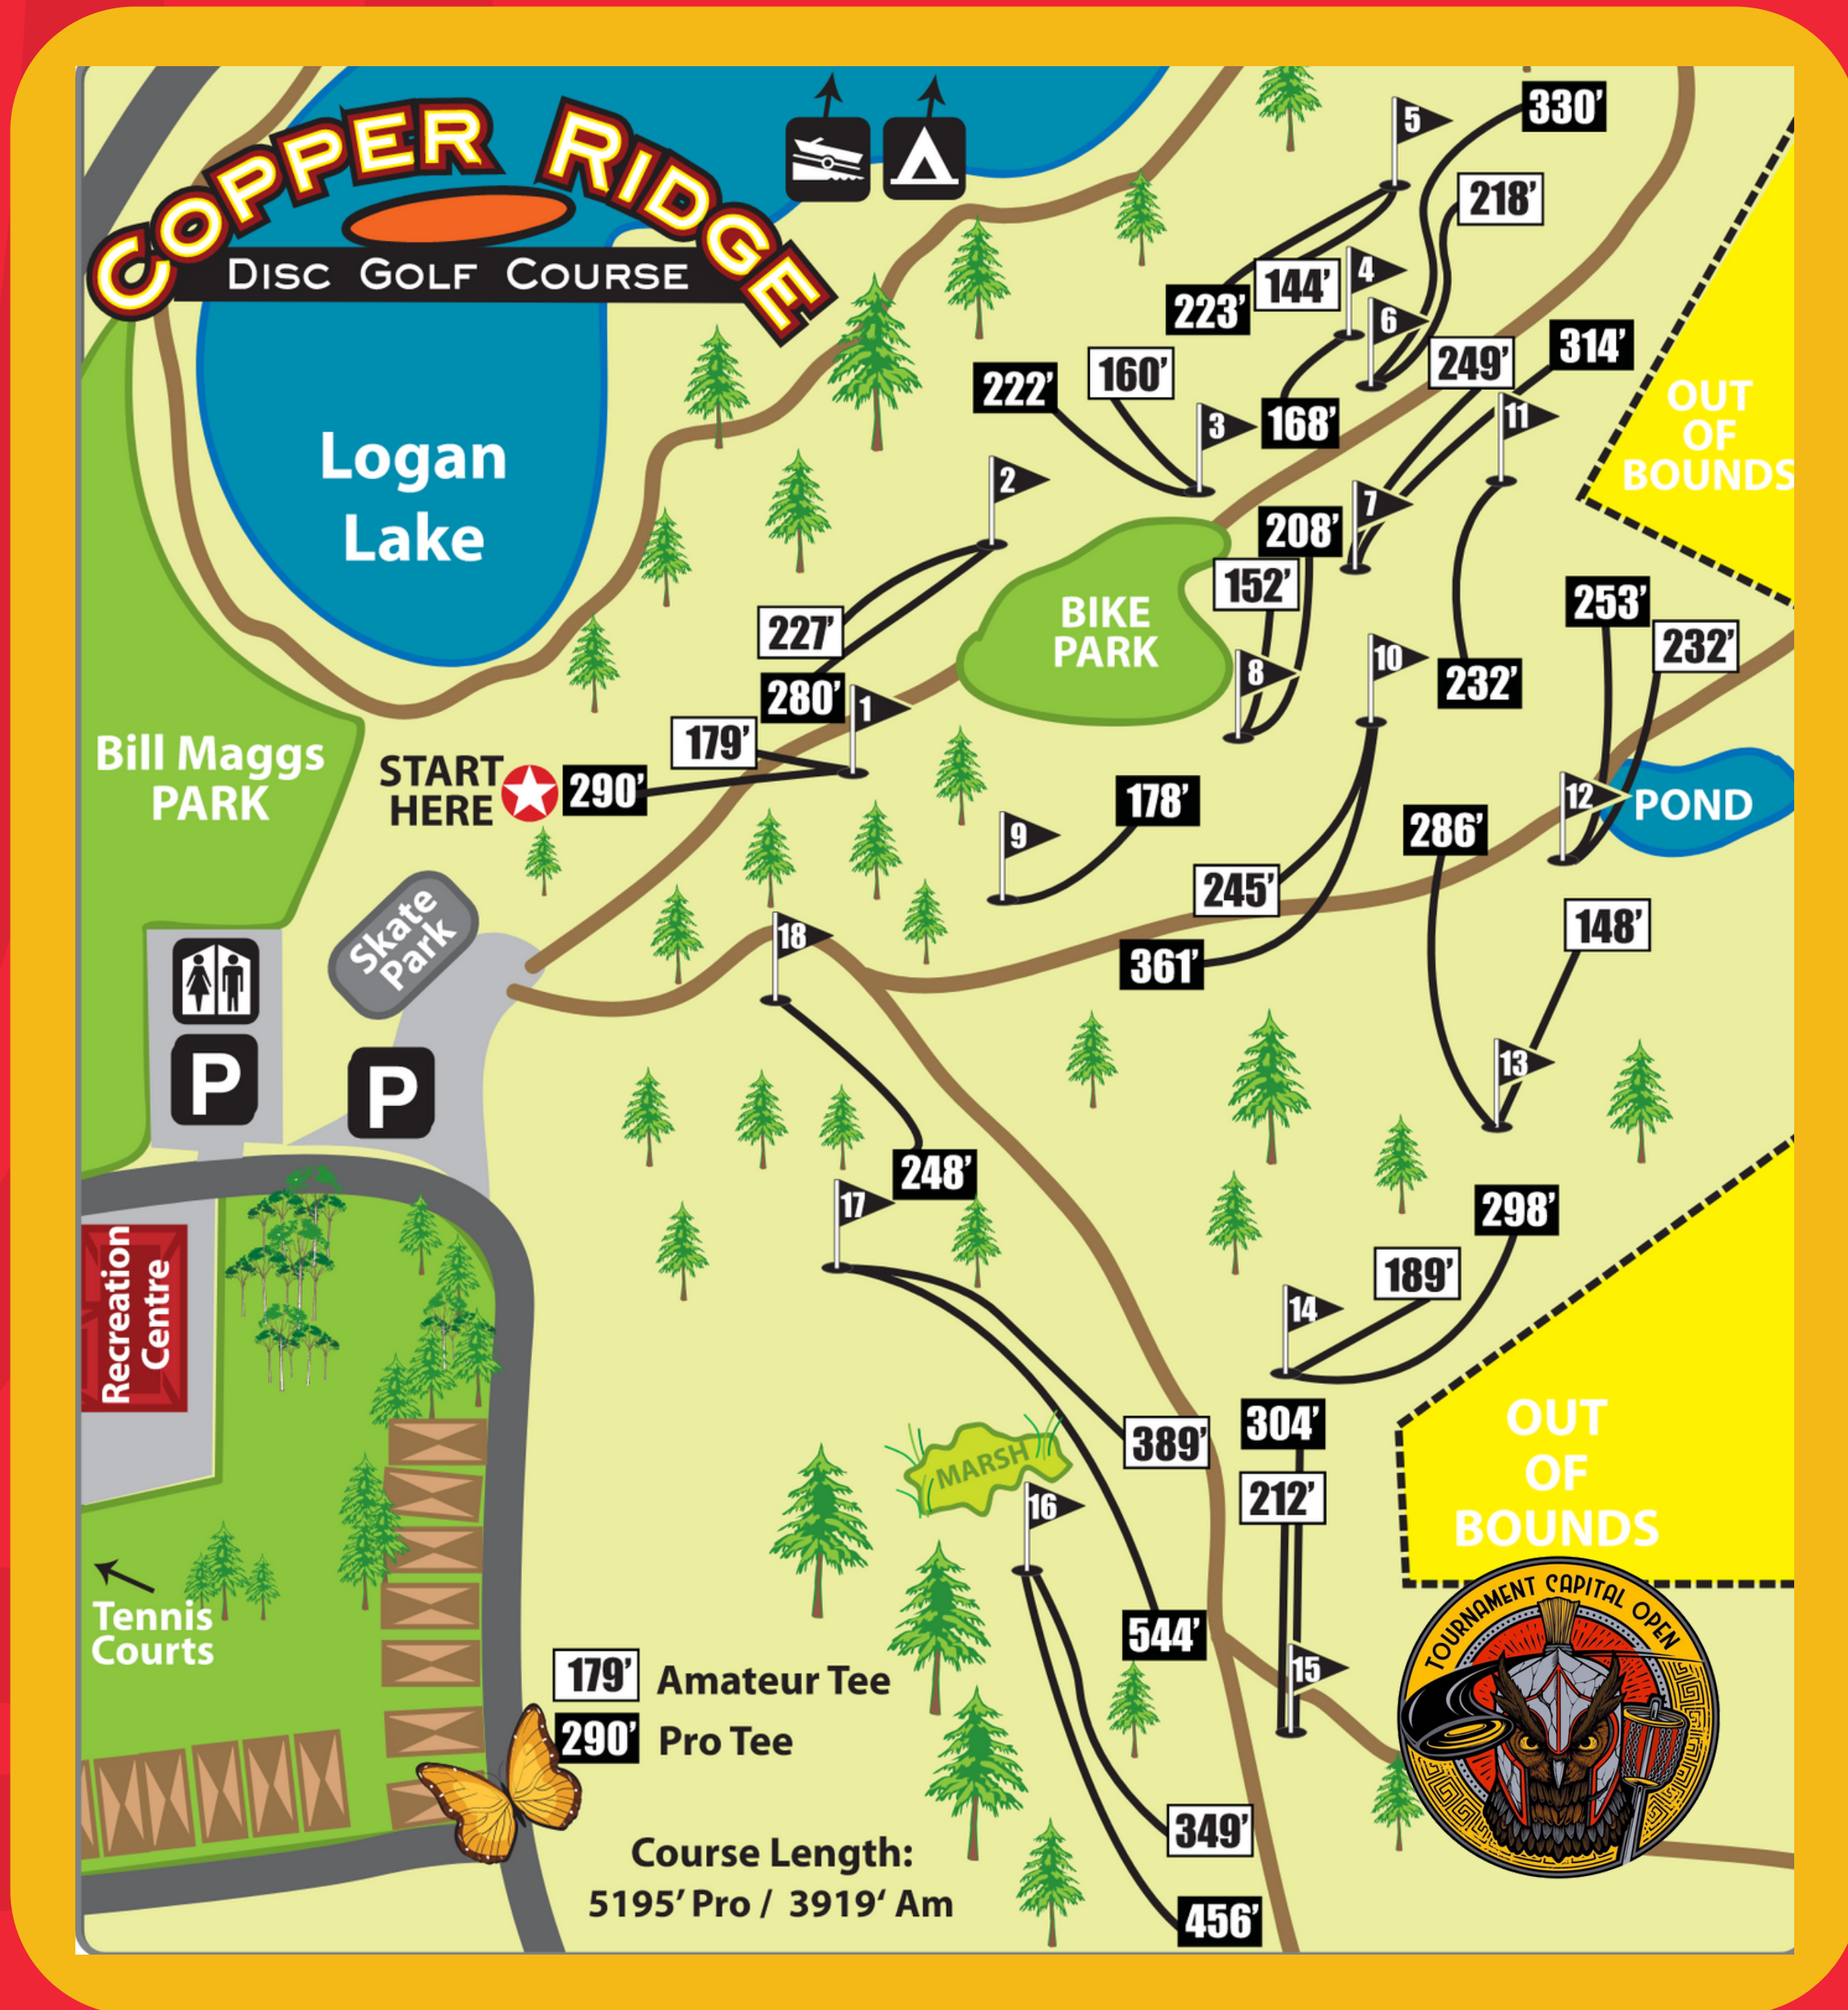 COPPER RIDGE
DISC GOLF COURSE
Logan
Lake
5
330’
218’
144’
4
223’
6
249’
314’
222’
160’
3
168’
11
OUT
OF
BOUNDS
2
7
208’
152’
BIKE
PARK
227’
253’
232’
280’
1
8
10
232’
179’
START
HERE
290’
Bill Maggs
PARK
178’
9
12
POND
286’
245’
148’
Skate
Park
18
361’
P
P
13
248’
17
298’
189’
14
Recreation
Centre
304’
389’
212’
MARSH
16
OUT
OF
BOUNDS
544’
15
TOURNAMENT CAPITAL OPEN
Tennis
Courts
179’ Amateur Tee
290’ Pro Tee
349’
Course Length:
5195’ Pro / 3919‘ Am
456’